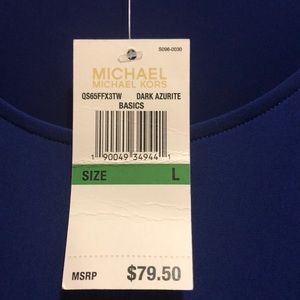 S096-0030
MICHAEL
MICHAEL KORS
QS65FFX3TW DARK AZURITE
BASICS
1 90049 34944 1
SIZE L
MSRP $79.50